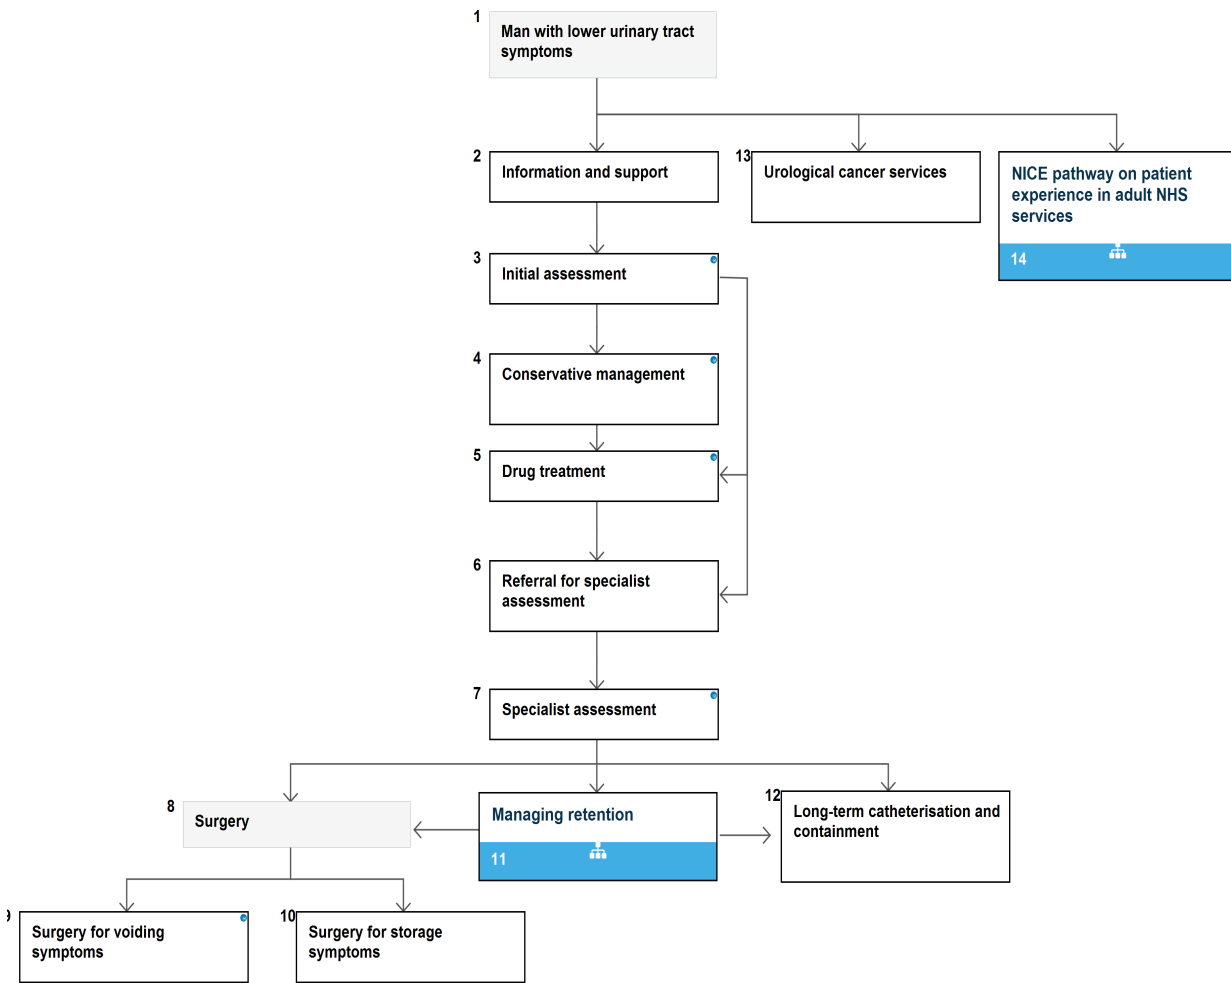 1
Man with lower urinary tract
symptoms
2
Information and support
13
Urological cancer services
NICE pathway on patient
experience in adult NHS
services
14
3
Initial assessment
4
Conservative management
5
Drug treatment
6
Referral for specialist
assessment
7
Specialist assessment
8
Surgery
Managing retention
11
12
Long-term catheterisation and
containment
9
Surgery for voiding
symptoms
10
Surgery for storage
symptoms